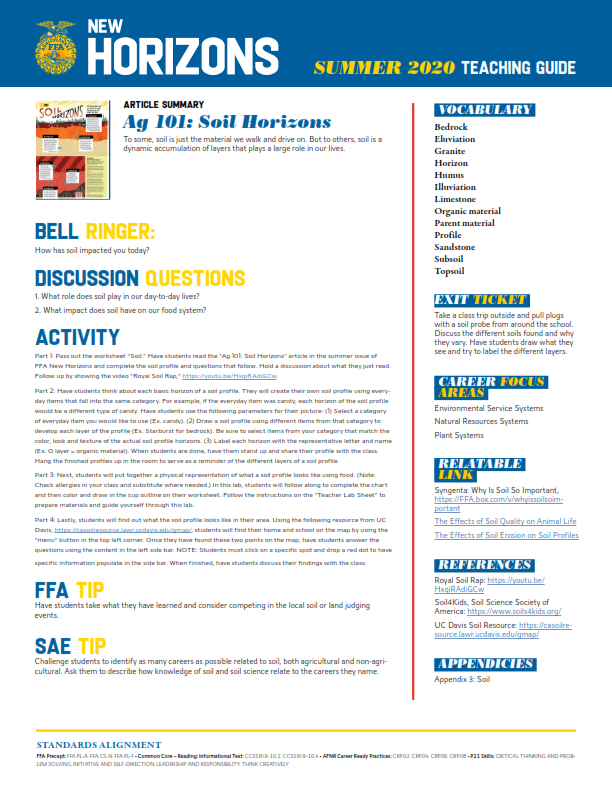 FFA
NEW
HORIZONS
SUMMER 2020 TEACHING GUIDE
SOIL HORIZONS
ARTICLE SUMMARY
Ag 101: Soil Horizons
To some, soil is just the material we walk and drive on. But to others, soil is a
dynamic accumulation of layers that plays a large role in our lives.
BELL RINGER:
How has soil impacted you today?
DISCUSSION QUESTIONS
1. What role does soil play in our day-to-day lives?
2. What impact does soil have on our food system?
ACTIVITY
Part 1: Pass out the worksheet "Soil." Have students read the "Ag 101: Soil Horizons" article in the summer issue of
FFA New Horizons and complete the soil profile and questions that follow. Hold a discussion about what they just read.
Follow up by showing the video "Royal Soil Rap," https://youtu.be/HxqiRAdiGCw.
Part 2: Have students think about each basic horizon of a soil profile. They will create their own soil profile using every-
day items that fall into the same category. For example, if the everyday item was candy, each horizon of the soil profile
would be a different type of candy. Have students use the following parameters for their picture: (1) Select a category
of everyday item you would like to use (Ex. candy). (2) Draw a soil profile using different items from that category to
develop each layer of the profile (Ex. Starburst for bedrock). Be sure to select items from your category that match the
color, look and texture of the actual soil profile horizons. (3) Label each horizon with the representative letter and name
(Ex. O layer = organic material). When students are done, have them stand up and share their profile with the class.
Hang the finished profiles up in the room to serve as a reminder of the different layers of a soil profile.
Part 3: Next, students will put together a physical representation of what a soil profile looks like using food. (Note:
Check allergies in your class and substitute where needed.) In this lab, students will follow along to complete the chart
and then color and draw in the cup outline on their worksheet. Follow the instructions on the "Teacher Lab Sheet" to
prepare materials and guide yourself through this lab.
Part 4: Lastly, students will find out what the soil profile looks like in their area. Using the following resource from UC
Davis, https://casoilresource.lawr.ucdavis.edu/gmap/, students will find their home and school on the map by using the
"menu" button in the top left corner. Once they have found these two points on the map, have students answer the
questions using the content in the left side bar. NOTE: Students must click on a specific spot and drop a red dot to have
specific information populate in the side bar. When finished, have students discuss their findings with the class.
FFA TIP
Have students take what they have learned and consider competing in the local soil or land judging
events.
SAE TIP
Challenge students to identify as many careers as possible related to soil, both agricultural and non-agri-
cultural. Ask them to describe how knowledge of soil and soil science relate to the careers they name.
VOCABULARY
Bedrock
Eluviation
Granite
Horizon
Humus
Illuviation
Limestone
Organic material
Parent material
Profile
Sandstone
Subsoil
Topsoil
EXIT TICKET
Take a class trip outside and pull plugs
with a soil probe from around the school.
Discuss the different soils found and why
they vary. Have students draw what they
see and try to label the different layers.
CAREER FOCUS
AREAS
Environmental Service Systems
Natural Resources Systems
Plant Systems
RELATABLE
LINK
Syngenta: Why Is Soil So Important,
https://FFA.box.com/v/whyissoilsoim-
portant
The Effects of Soil Quality on Animal Life
The Effects of Soil Erosion on Soil Profiles
REFERENCES
Royal Soil Rap: https://youtu.be/
HxqiRAdiGCw
Soil4Kids, Soil Science Society of
America: https://www.soils4kids.org/
UC Davis Soil Resource: https://casoilre-
source.lawr.ucdavis.edu/gmap/
APPENDICIES
Appendix 3: Soil
STANDARDS ALIGNMENT
FFA Precept: FFA.PL-A, FFA.CS-N, FFA.PL-F • Common Core – Reading: Informational Text: CCSS.RI.9-10.2, CCSS.RI.9-10.4 • AFNR Career Ready Practices: CRP.02, CRP.04, CRP.06, CRP.08 • P21 Skills: CRITICAL THINKING AND PROB-
LEM SOLVING, INITIATIVE AND SELF-DIRECTION, LEADERSHIP AND RESPONSIBILITY, THINK CREATIVELY